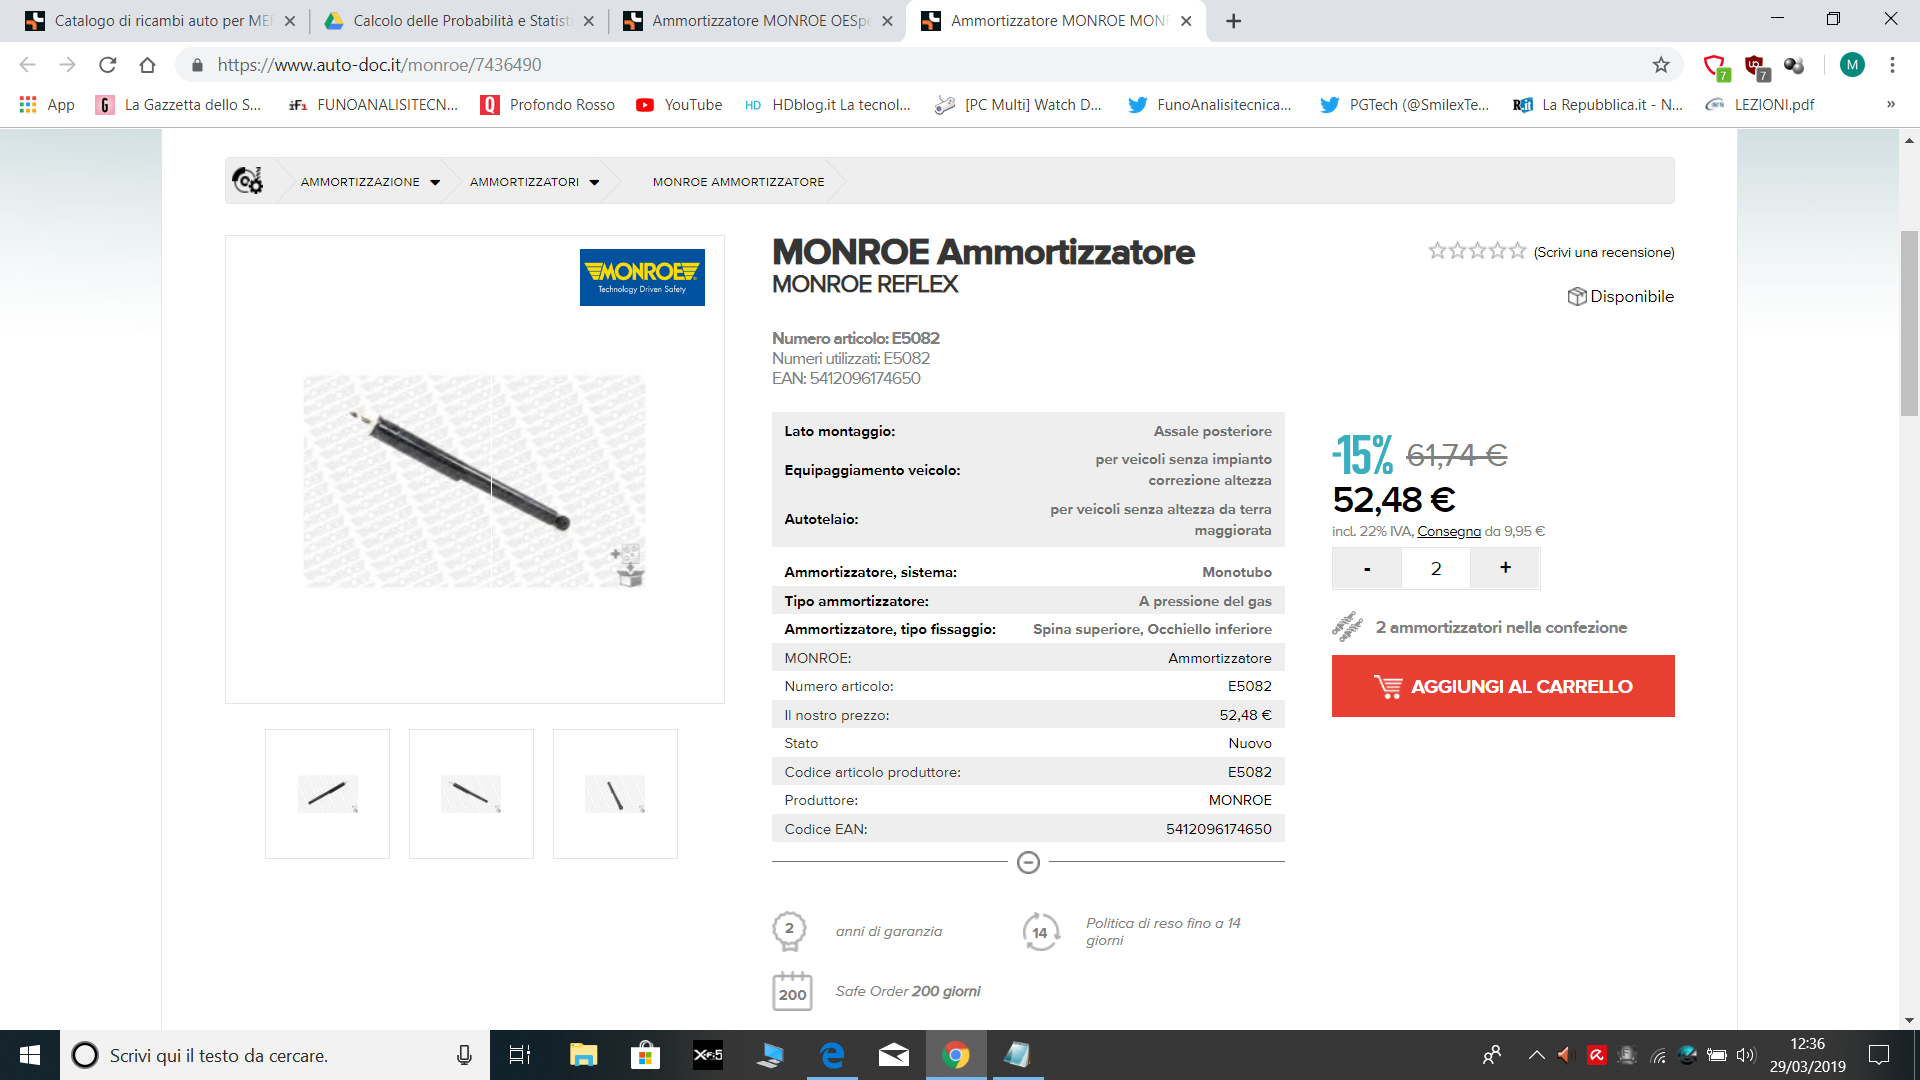 Catalogo di ricambi auto per MER
Calcolo delle Probabilità e Statist
Ammortizzatore MONROE OESpe
Ammortizzatore MONROE MONR
https://www.auto-doc.it/monroe/7436490
7
7
M
App
La Gazzetta dello S...
FUNOANALISITECN...
Profondo Rosso
YouTube
HD
HDblog.it La tecnol...
[PC Multi] Watch D...
FunoAnalisitecnica...
PGTech (@SmilexTe...
La Repubblica.it - N...
LEZIONI.pdf
»
AMMORTIZZAZIONE
AMMORTIZZATORI
MONROE AMMORTIZZATORE
MONROE
Technology Driven Safety
MONROE Ammortizzatore
MONROE REFLEX
(Scrivi una recensione)
Disponibile
Numero articolo: E5082
Numeri utilizzati: E5082
EAN: 5412096174650
Lato montaggio: Assale posteriore
Equipaggiamento veicolo: per veicoli senza impianto
correzione altezza
Autotelaio: per veicoli senza altezza da terra
maggiorata
Ammortizzatore, sistema: Monotubo
Tipo ammortizzatore: A pressione del gas
Ammortizzatore, tipo fissaggio: Spina superiore, Occhiello inferiore
MONROE: Ammortizzatore
Numero articolo: E5082
Il nostro prezzo: 52,48 €
Stato Nuovo
Codice articolo produttore: E5082
Produttore: MONROE
Codice EAN: 5412096174650
-15% 61,74 €
52,48 €
incl. 22% IVA, Consegna da 9,95 €
- 2 +
2 ammortizzatori nella confezione
AGGIUNGI AL CARRELLO
2
anni di garanzia
14
Politica di reso fino a 14
giorni
200
Safe Order 200 giorni
Scrivi qui il testo da cercare.
12:36
29/03/2019